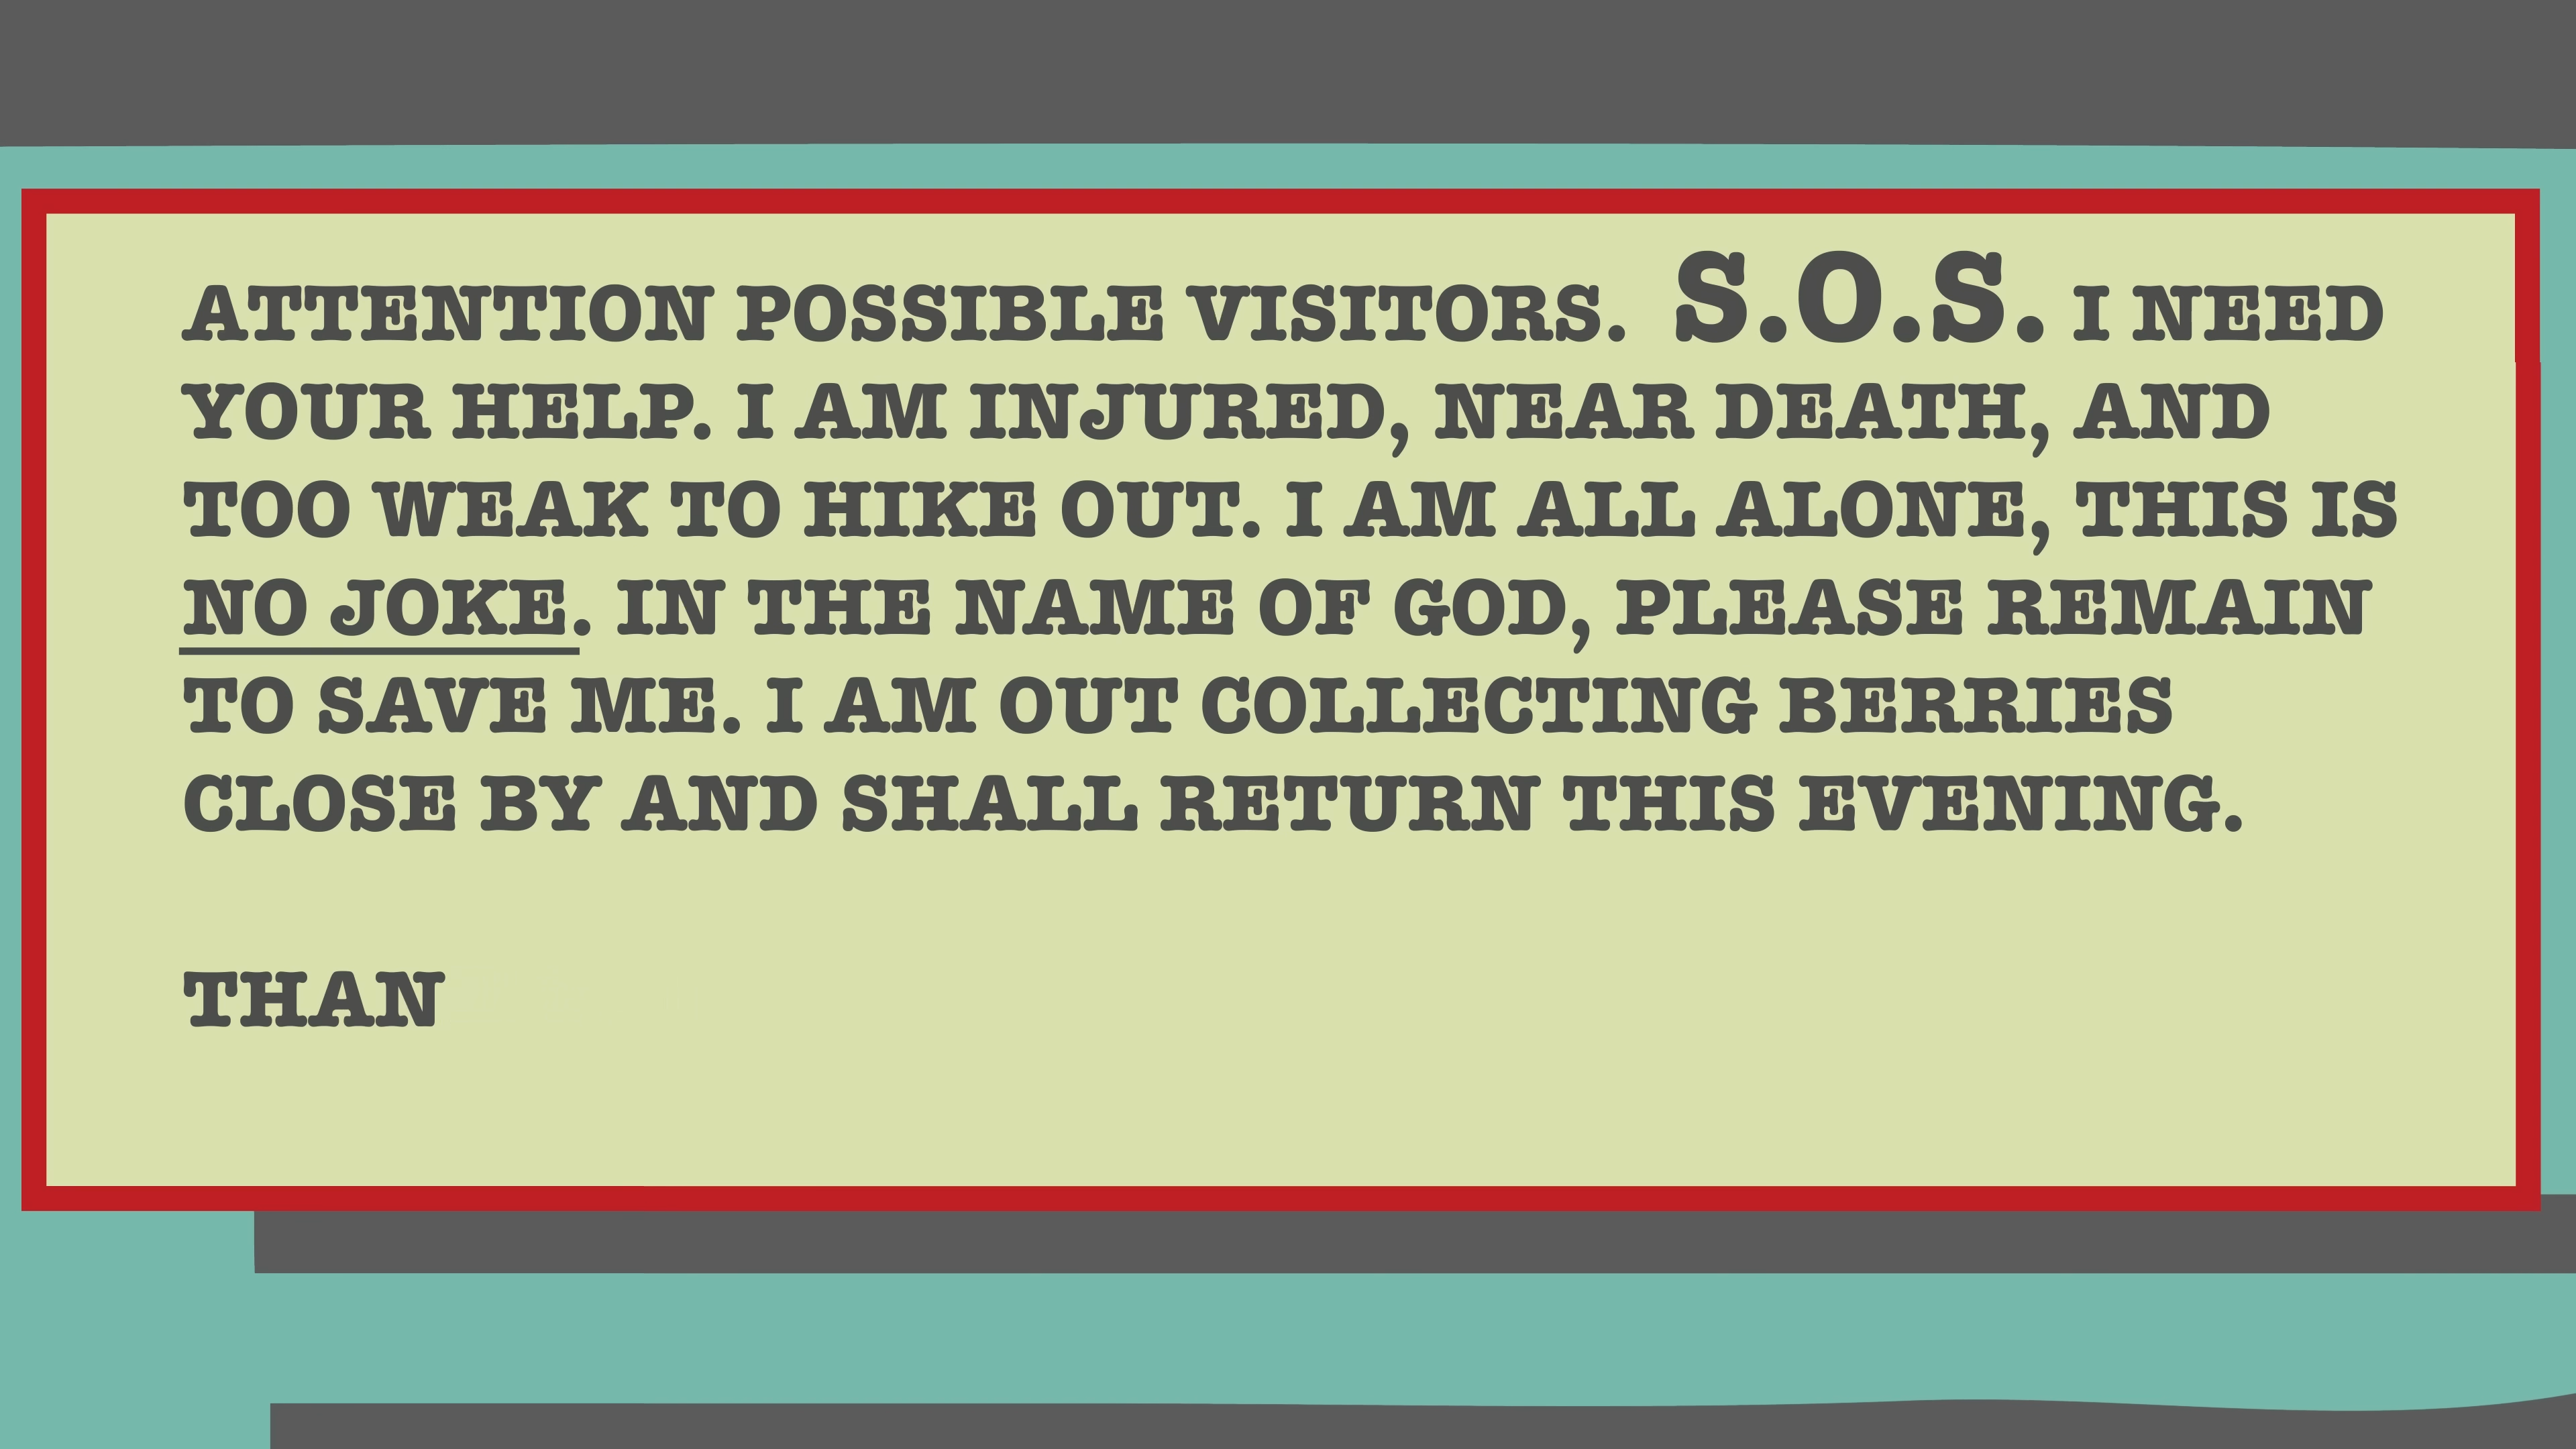 ATTENTION POSSIBLE VISITORS. S.O.S. I NEED
YOUR HELP. I AM INJURED, NEAR DEATH, AND
TOO WEAK TO HIKE OUT. I AM ALL ALONE, THIS IS
NO JOKE. IN THE NAME OF GOD, PLEASE REMAIN
TO SAVE ME. I AM OUT COLLECTING BERRIES
CLOSE BY AND SHALL RETURN THIS EVENING.
THAN